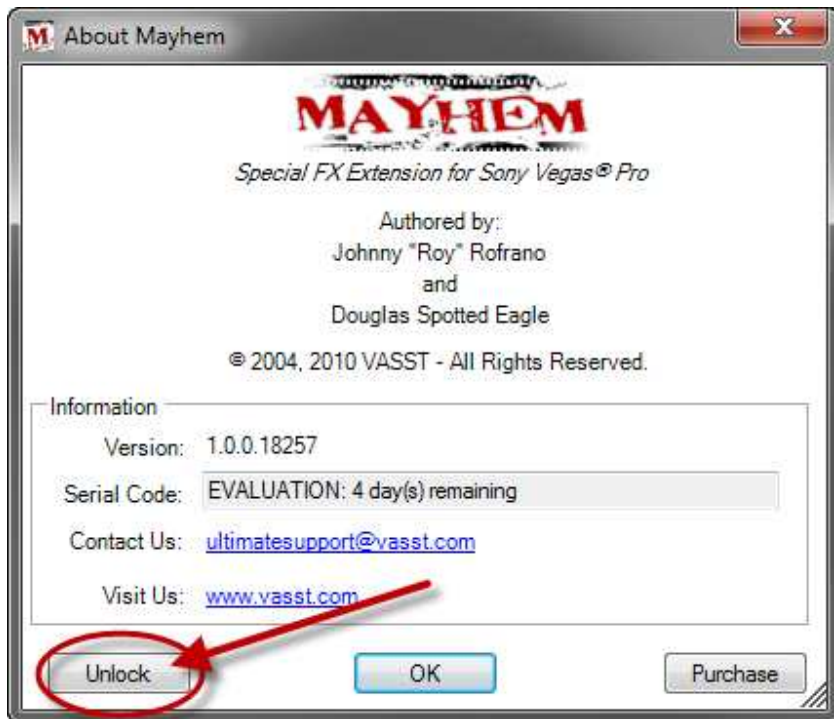 About Mayhem
MAYHEM
Special FX Extension for Sony Vegas® Pro
Authored by:
Johnny "Roy" Rofrano
and
Douglas Spotted Eagle
© 2004, 2010 VASST - All Rights Reserved.
Information
Version: 1.0.0.18257
Serial Code: EVALUATION: 4 day(s) remaining
Contact Us: ultimatesupport@vasst.com
Visit Us: www.vasst.com
Unlock OK Purchase